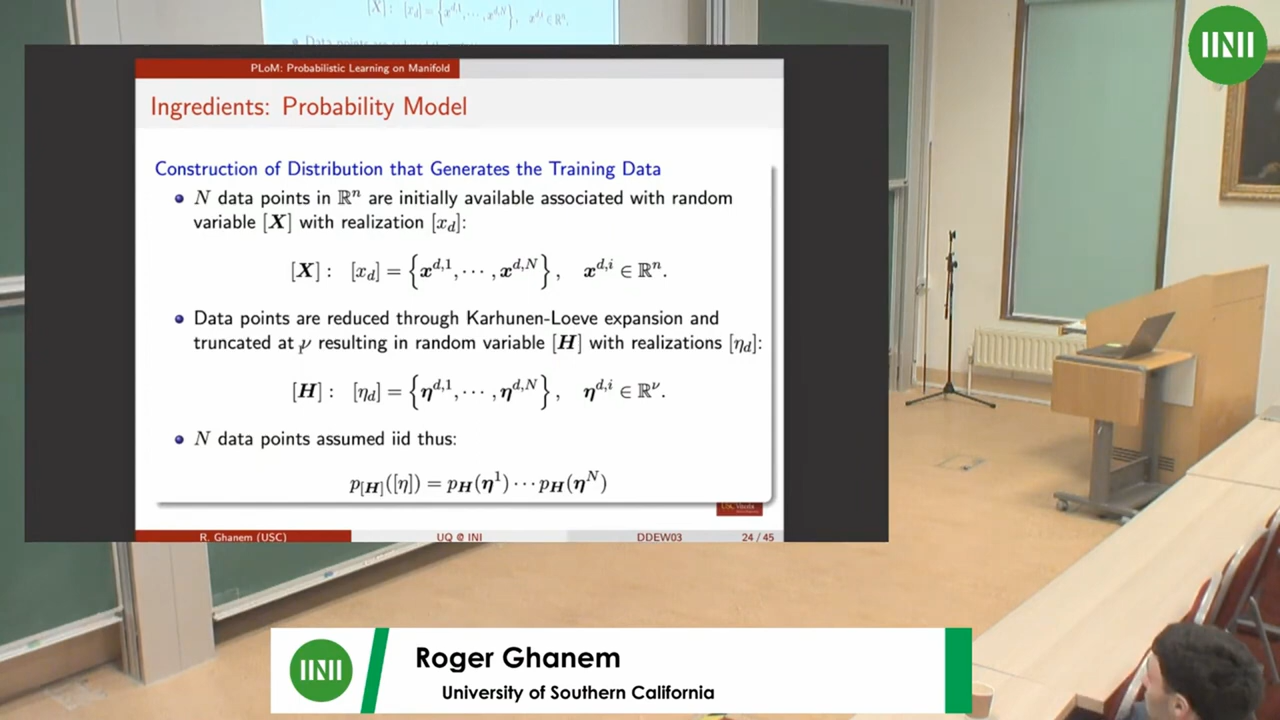 [X] : [x_d] = {x^{d,1}, ⋯ , x^{d,N}}, x^{d,i} ∈ ℝ^n.
INI
PLoM: Probabilistic Learning on Manifold
Ingredients: Probability Model
Construction of Distribution that Generates the Training Data
N data points in ℝ^n are initially available associated with random
variable [X] with realization [x_d]:
[X] : [x_d] = {x^{d,1}, ⋯ , x^{d,N}}, x^{d,i} ∈ ℝ^n.
Data points are reduced through Karhunen-Loeve expansion and
truncated at ν resulting in random variable [H] with realizations [η_d]:
[H] : [η_d] = {η^{d,1}, ⋯ , η^{d,N}}, η^{d,i} ∈ ℝ^ν.
N data points assumed iid thus:
p_{[H]}([η]) = p_H(η^1) ⋯ p_H(η^N)
R. Ghanem (USC) UQ @ INI DDEW03 24 / 45
INI
Roger Ghanem
University of Southern California